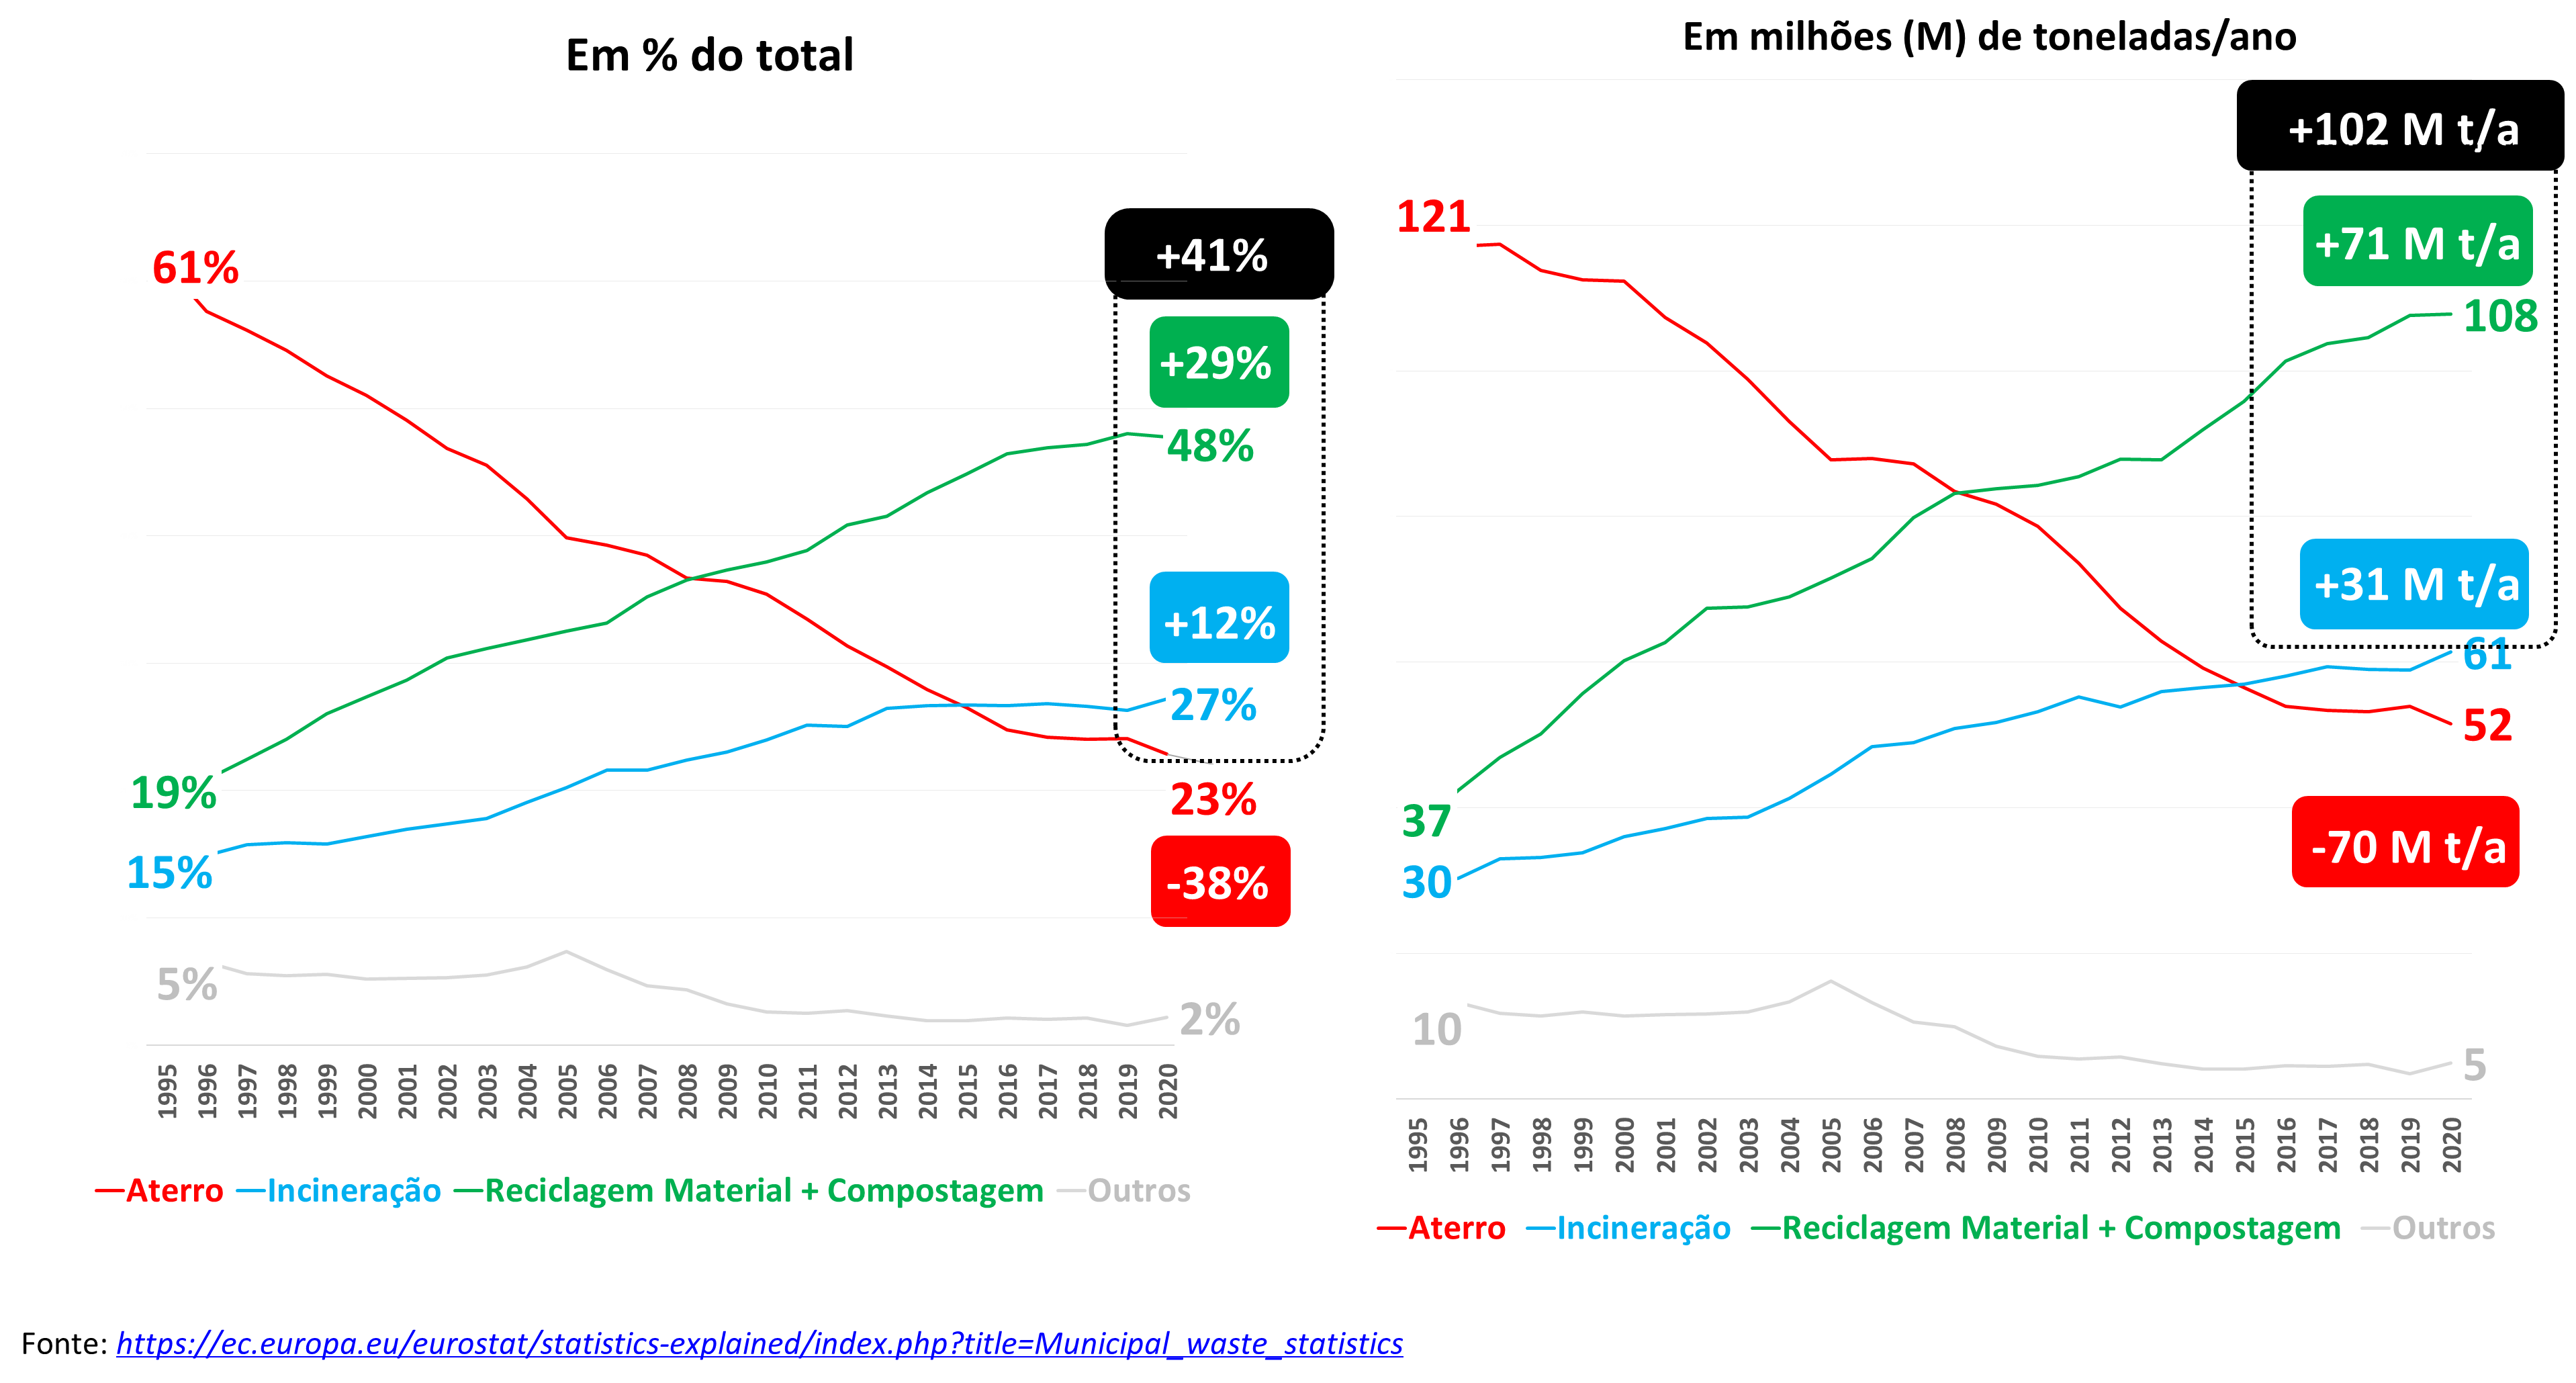 Em % do total
+41%
61%
+29%
48%
+12%
27%
19%
23%
15%
-38%
5%
2%
1995 1996 1997 1998 1999 2000 2001 2002 2003 2004 2005 2006 2007 2008 2009 2010 2011 2012 2013 2014 2015 2016 2017 2018 2019 2020
Aterro Incineração Reciclagem Material + Compostagem Outros
Em milhões (M) de toneladas/ano
+102 M t/a
121
+71 M t/a
108
+31 M t/a
61
52
37
-70 M t/a
30
10
5
1995 1996 1997 1998 1999 2000 2001 2002 2003 2004 2005 2006 2007 2008 2009 2010 2011 2012 2013 2014 2015 2016 2017 2018 2019 2020
Aterro Incineração Reciclagem Material + Compostagem Outros
Fonte: https://ec.europa.eu/eurostat/statistics-explained/index.php?title=Municipal_waste_statistics